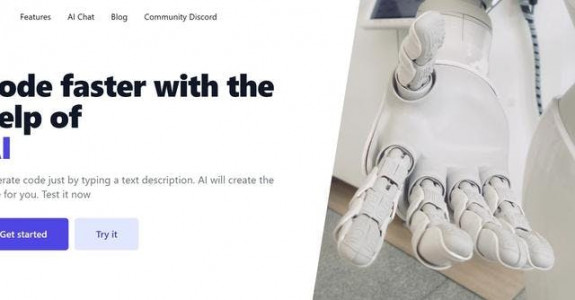 Features AI Chat Blog Community Discord
ode faster with the
elp of
I
erate code just by typing a text description. AI will create the
for you. Test it now
Get started Try it